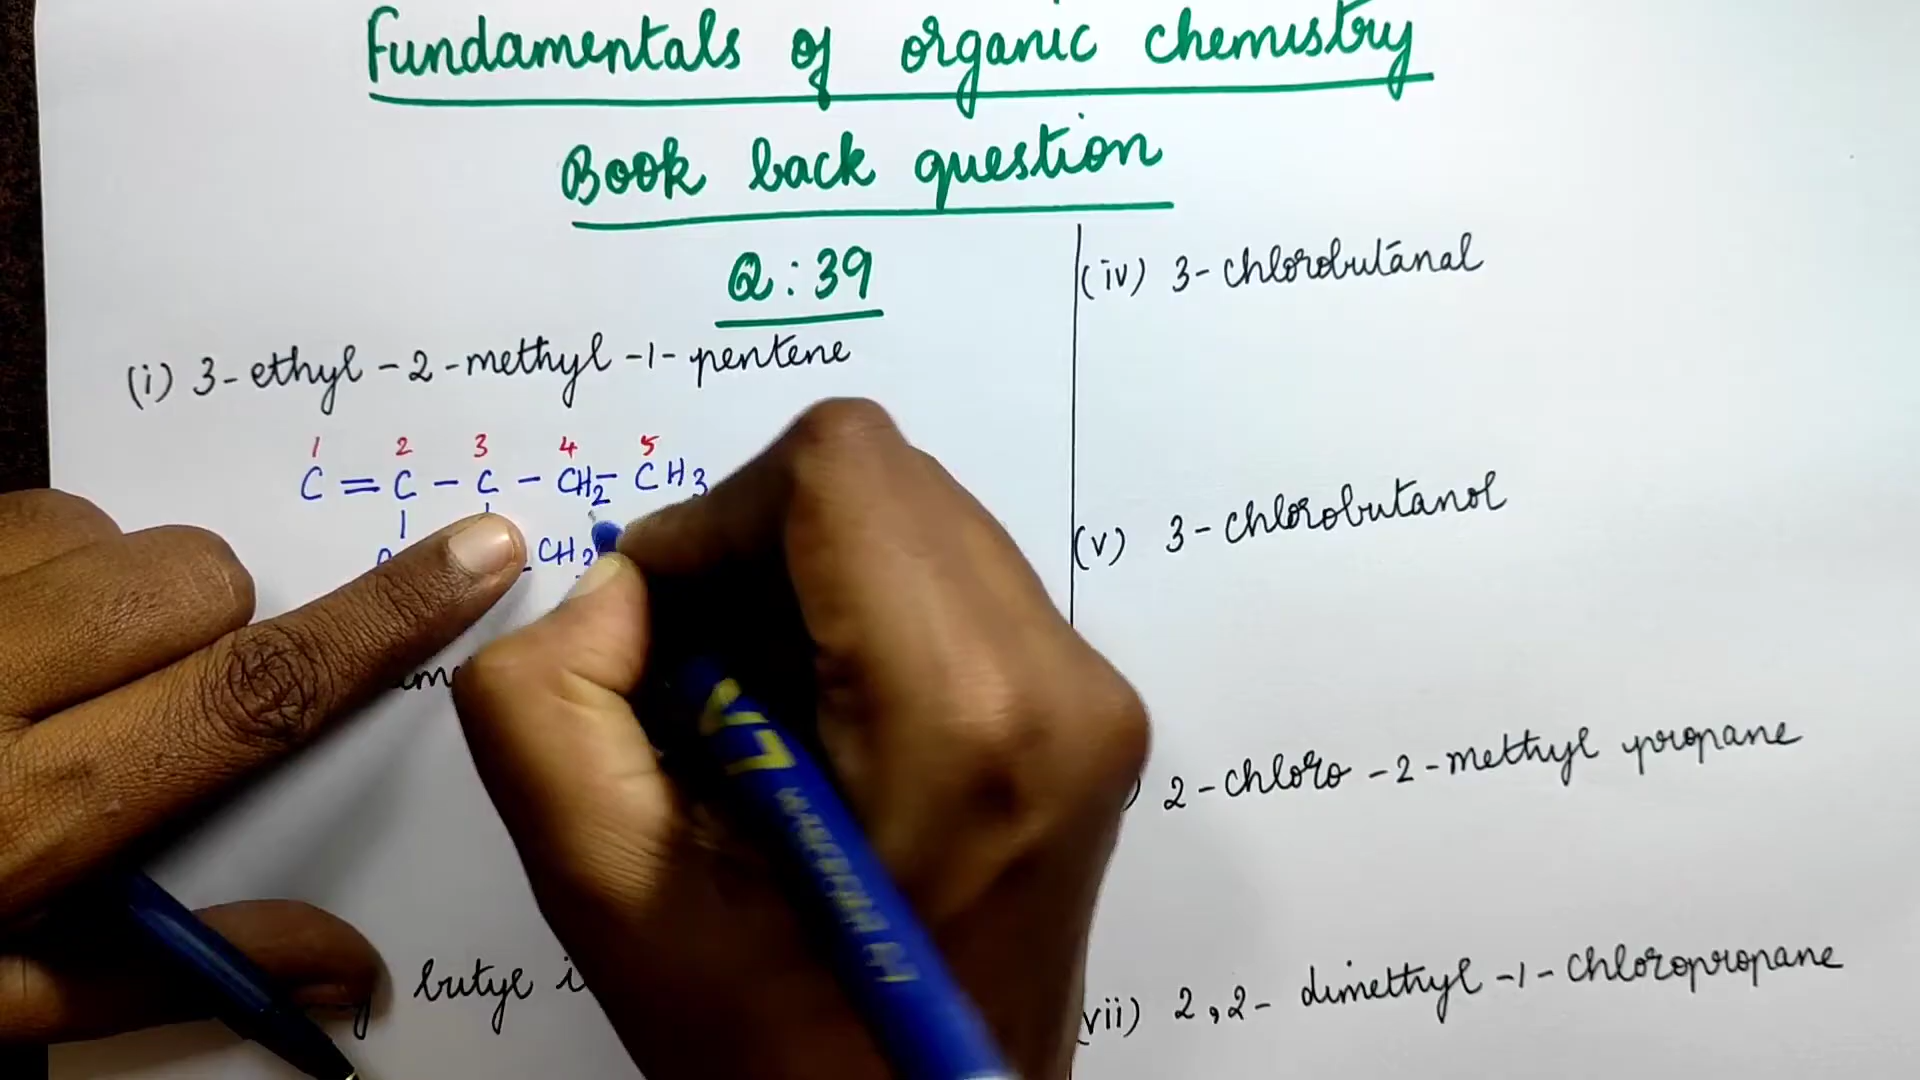 Fundamentals of organic chemistry
Book back question
Q : 39
(i) 3-ethyl-2-methyl-1-pentene
1 2 3 4 5
C = C - C - CH2 - CH3
CH2
butyl
(iv) 3-chlorobutanal
(v) 3-chlorobutanol
2-chloro-2-methyl propane
(vii) 2,2-dimethyl-1-chloropropane